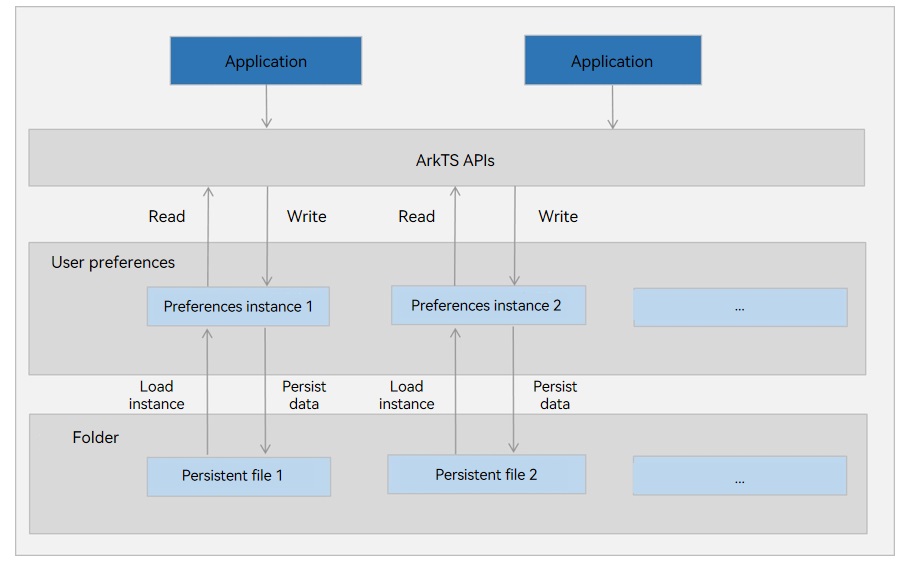 Application
Application
ArkTS APIs
Read
Write
Read
Write
User preferences
Preferences instance 1
Preferences instance 2
...
Load
instance
Persist
data
Load
instance
Persist
data
Folder
Persistent file 1
Persistent file 2
...